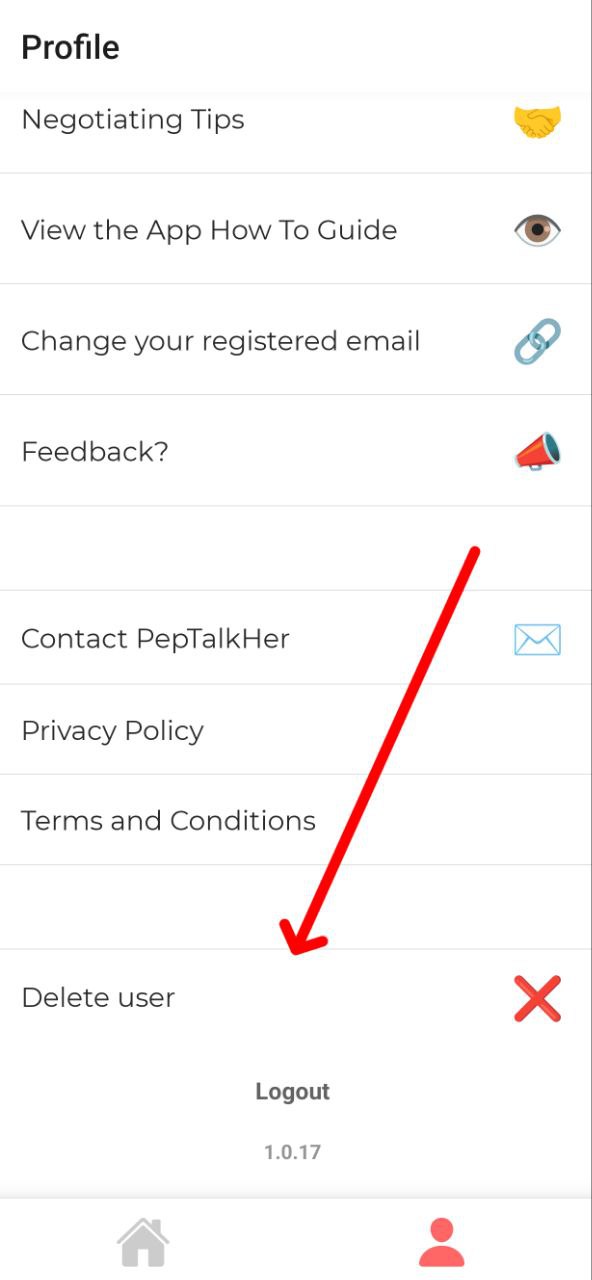 Profile
Negotiating Tips
View the App How To Guide
Change your registered email
Feedback?
Contact PepTalkHer
Privacy Policy
Terms and Conditions
Delete user
Logout
1.0.17